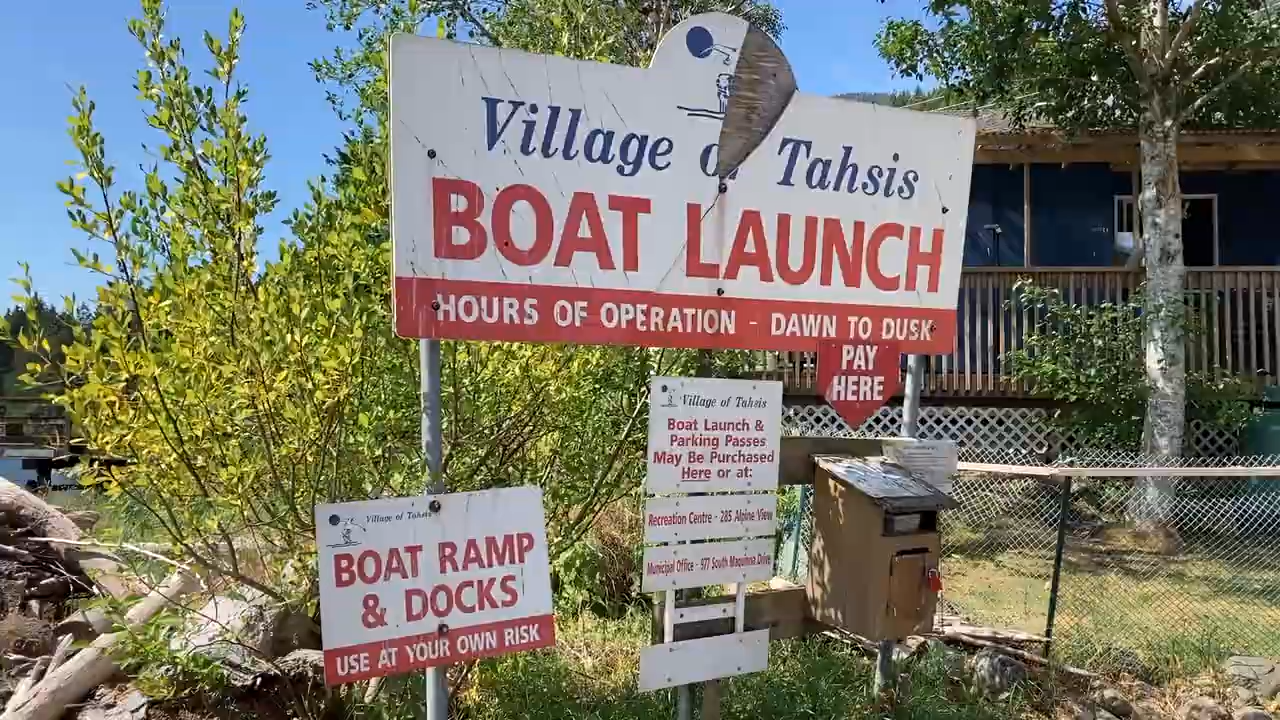 Village of Tahsis
BOAT LAUNCH
HOURS OF OPERATION - DAWN TO DUSK
PAY
HERE
Village of Tahsis
Boat Launch &
Parking Passes
May Be Purchased
Here or at:
Recreation Centre - 285 Alpine View
Municipal Office - 977 South Maquinna Drive
Village of Tahsis
BOAT RAMP
& DOCKS
USE AT YOUR OWN RISK